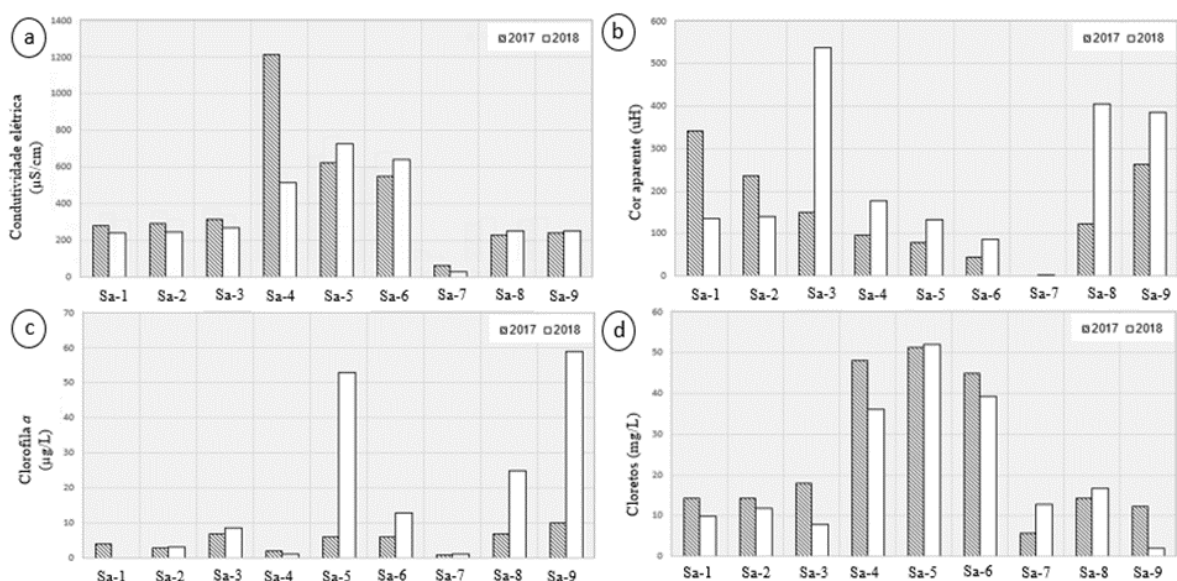 a
Condutividade elétrica
(µS/cm)
1400
1200
1000
800
600
400
200
0
2017 2018
Sa-1 Sa-2 Sa-3 Sa-4 Sa-5 Sa-6 Sa-7 Sa-8 Sa-9
b
Cor aparente (uH)
600
500
400
300
200
100
0
2017 2018
Sa-1 Sa-2 Sa-3 Sa-4 Sa-5 Sa-6 Sa-7 Sa-8 Sa-9
c
Clorofila a
(µg/L)
70
60
50
40
30
20
10
0
2017 2018
Sa-1 Sa-2 Sa-3 Sa-4 Sa-5 Sa-6 Sa-7 Sa-8 Sa-9
d
Cloretos (mg/L)
60
50
40
30
20
10
0
2017 2018
Sa-1 Sa-2 Sa-3 Sa-4 Sa-5 Sa-6 Sa-7 Sa-8 Sa-9